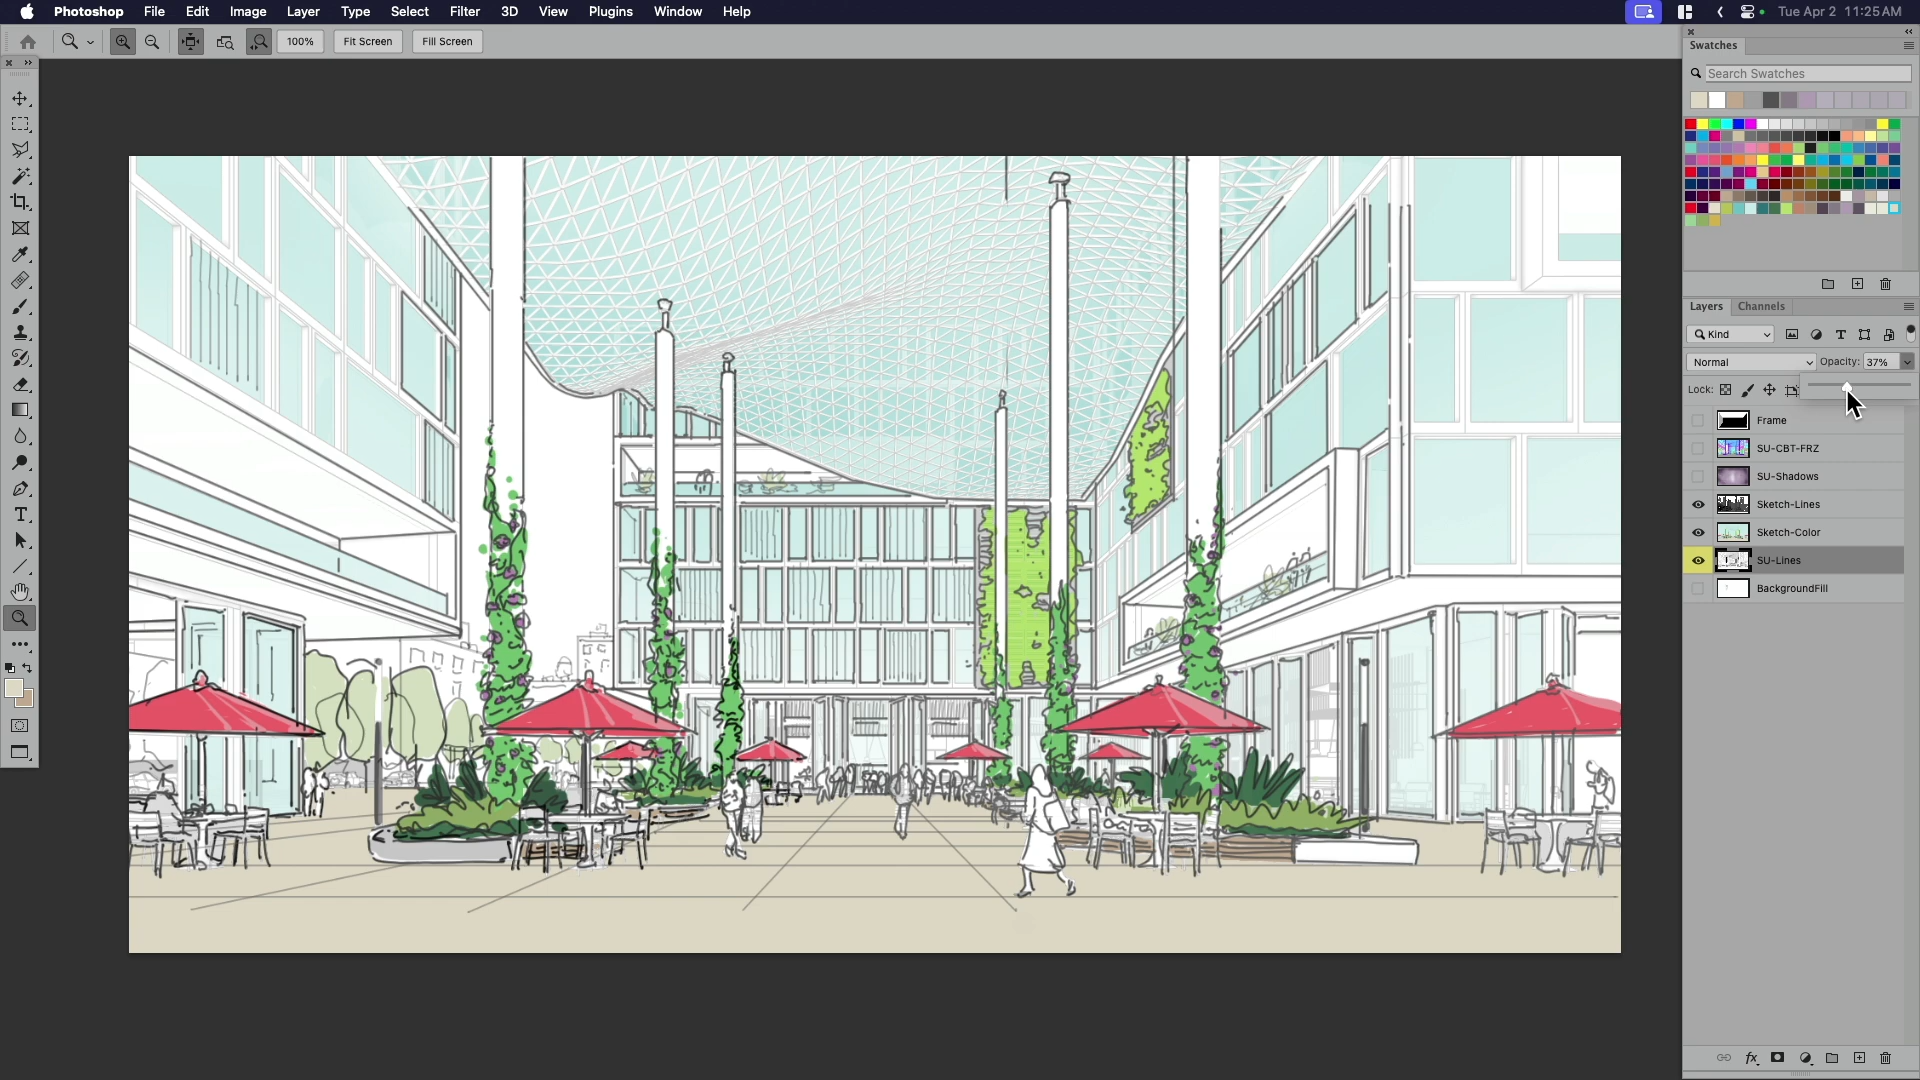 Photoshop File Edit Image Layer Type Select Filter 3D View Plugins Window Help Tue Apr 2 11:25 AM
100% Fit Screen Fill Screen
Swatches
Search Swatches
Layers Channels
Kind
Normal Opacity: 37%
Lock:
Frame
SU-CBT-FRZ
SU-Shadows
Sketch-Lines
Sketch-Color
SU-Lines
BackgroundFill
fx